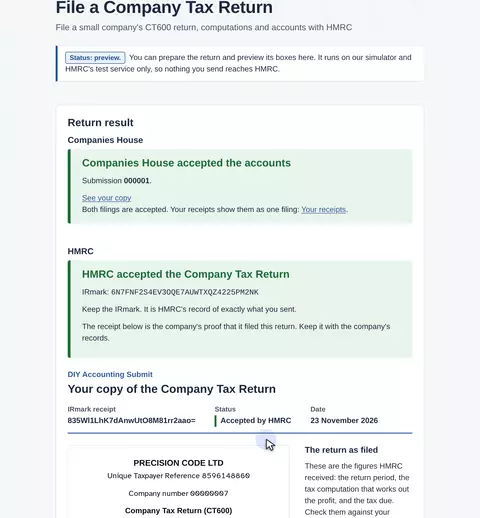 File a Company Tax Return
File a small company's CT600 return, computations and accounts with HMRC
Status: preview. You can prepare the return and preview its boxes here. It runs on our simulator and
HMRC's test service only, so nothing you send reaches HMRC.
Return result
Companies House
Companies House accepted the accounts
Submission 000001.
See your copy
Both filings are accepted. Your receipts show them as one filing: Your receipts.
HMRC
HMRC accepted the Company Tax Return
IRmark: 6N7FNF2S4EV3OQE7AUWTXQZ4225PM2NK
Keep the IRmark. It is HMRC's record of exactly what you sent.
The receipt below is the company's proof that it filed this return. Keep it with the company's
records.
DIY Accounting Submit
Your copy of the Company Tax Return
IRmark receipt
835Wl1LhK7dAnwUtO8M81rr2aao=
Status
Accepted by HMRC
Date
23 November 2026
PRECISION CODE LTD
Unique Taxpayer Reference 8596148860
Company number 00000007
Company Tax Return (CT600)
The return as filed
These are the figures HMRC
received: the return period, the
tax computation that works out
the profit, and the tax due.
Check them against your